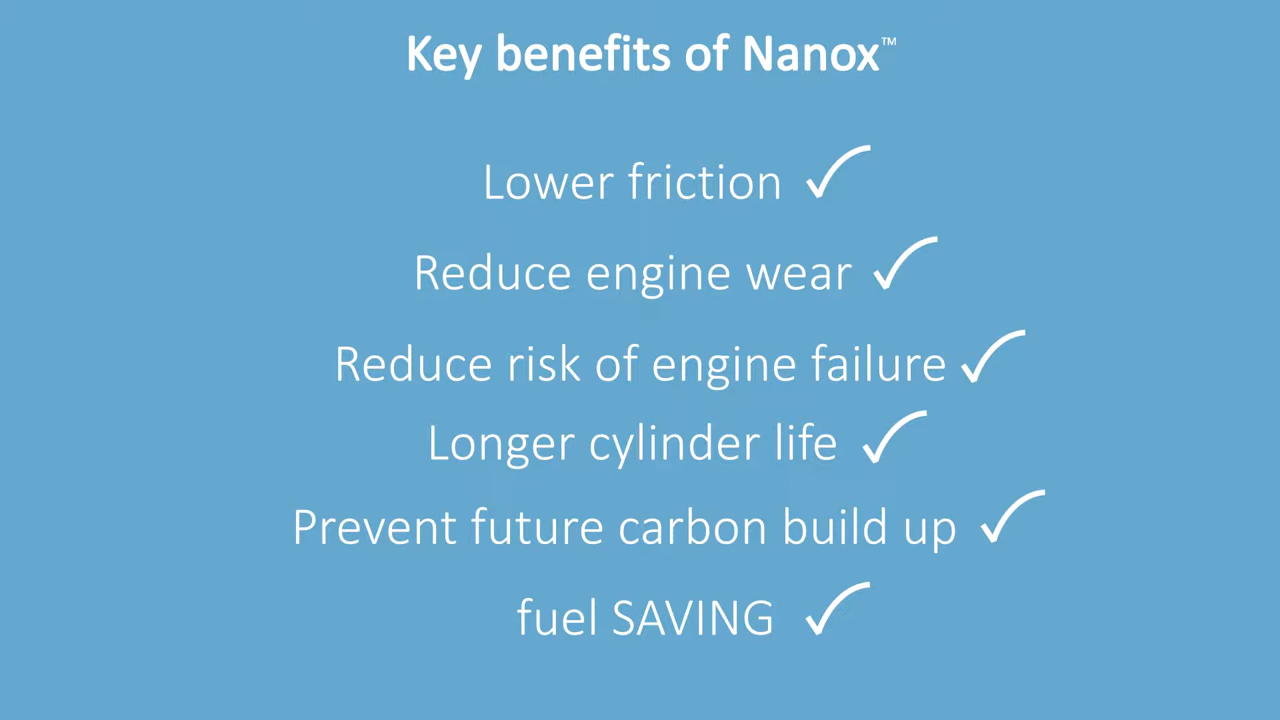 Key benefits of Nanox™
Lower friction ✓
Reduce engine wear ✓
Reduce risk of engine failure ✓
Longer cylinder life ✓
Prevent future carbon build up ✓
fuel SAVING ✓